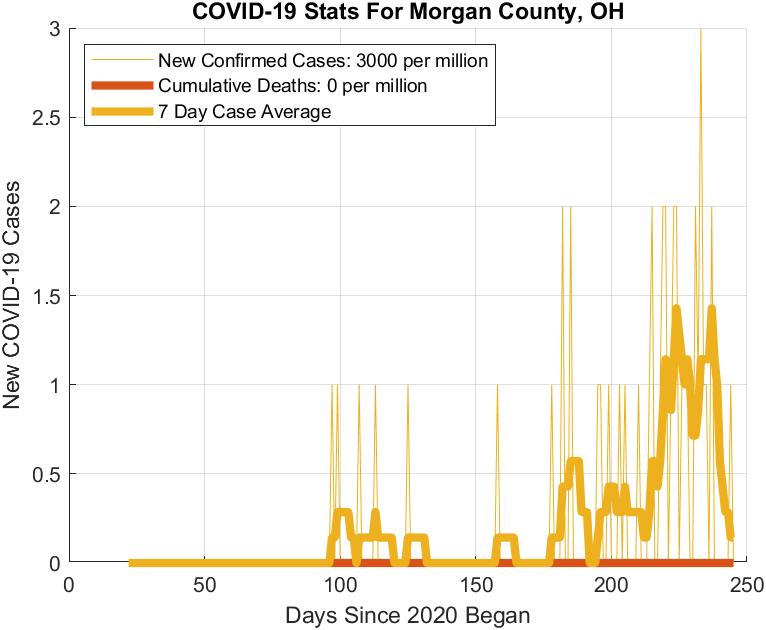 COVID-19 Stats For Morgan County, OH
New Confirmed Cases: 3000 per million
Cumulative Deaths: 0 per million
7 Day Case Average
New COVID-19 Cases
3
2.5
2
1.5
1
0.5
0
0 50 100 150 200 250
Days Since 2020 Began